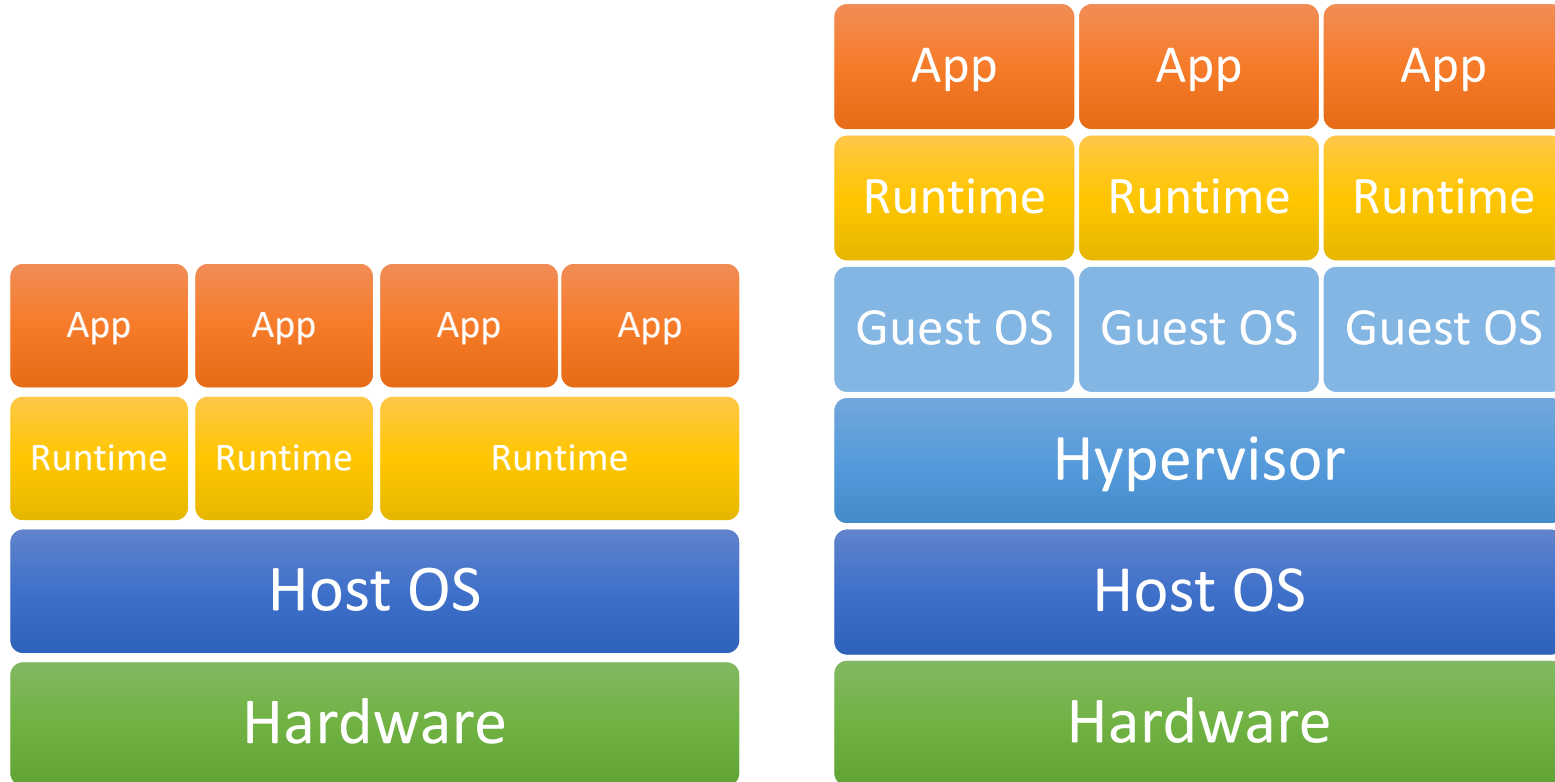 App App App App
Runtime Runtime Runtime
Host OS
Hardware
App App App
Runtime Runtime Runtime
Guest OS Guest OS Guest OS
Hypervisor
Host OS
Hardware